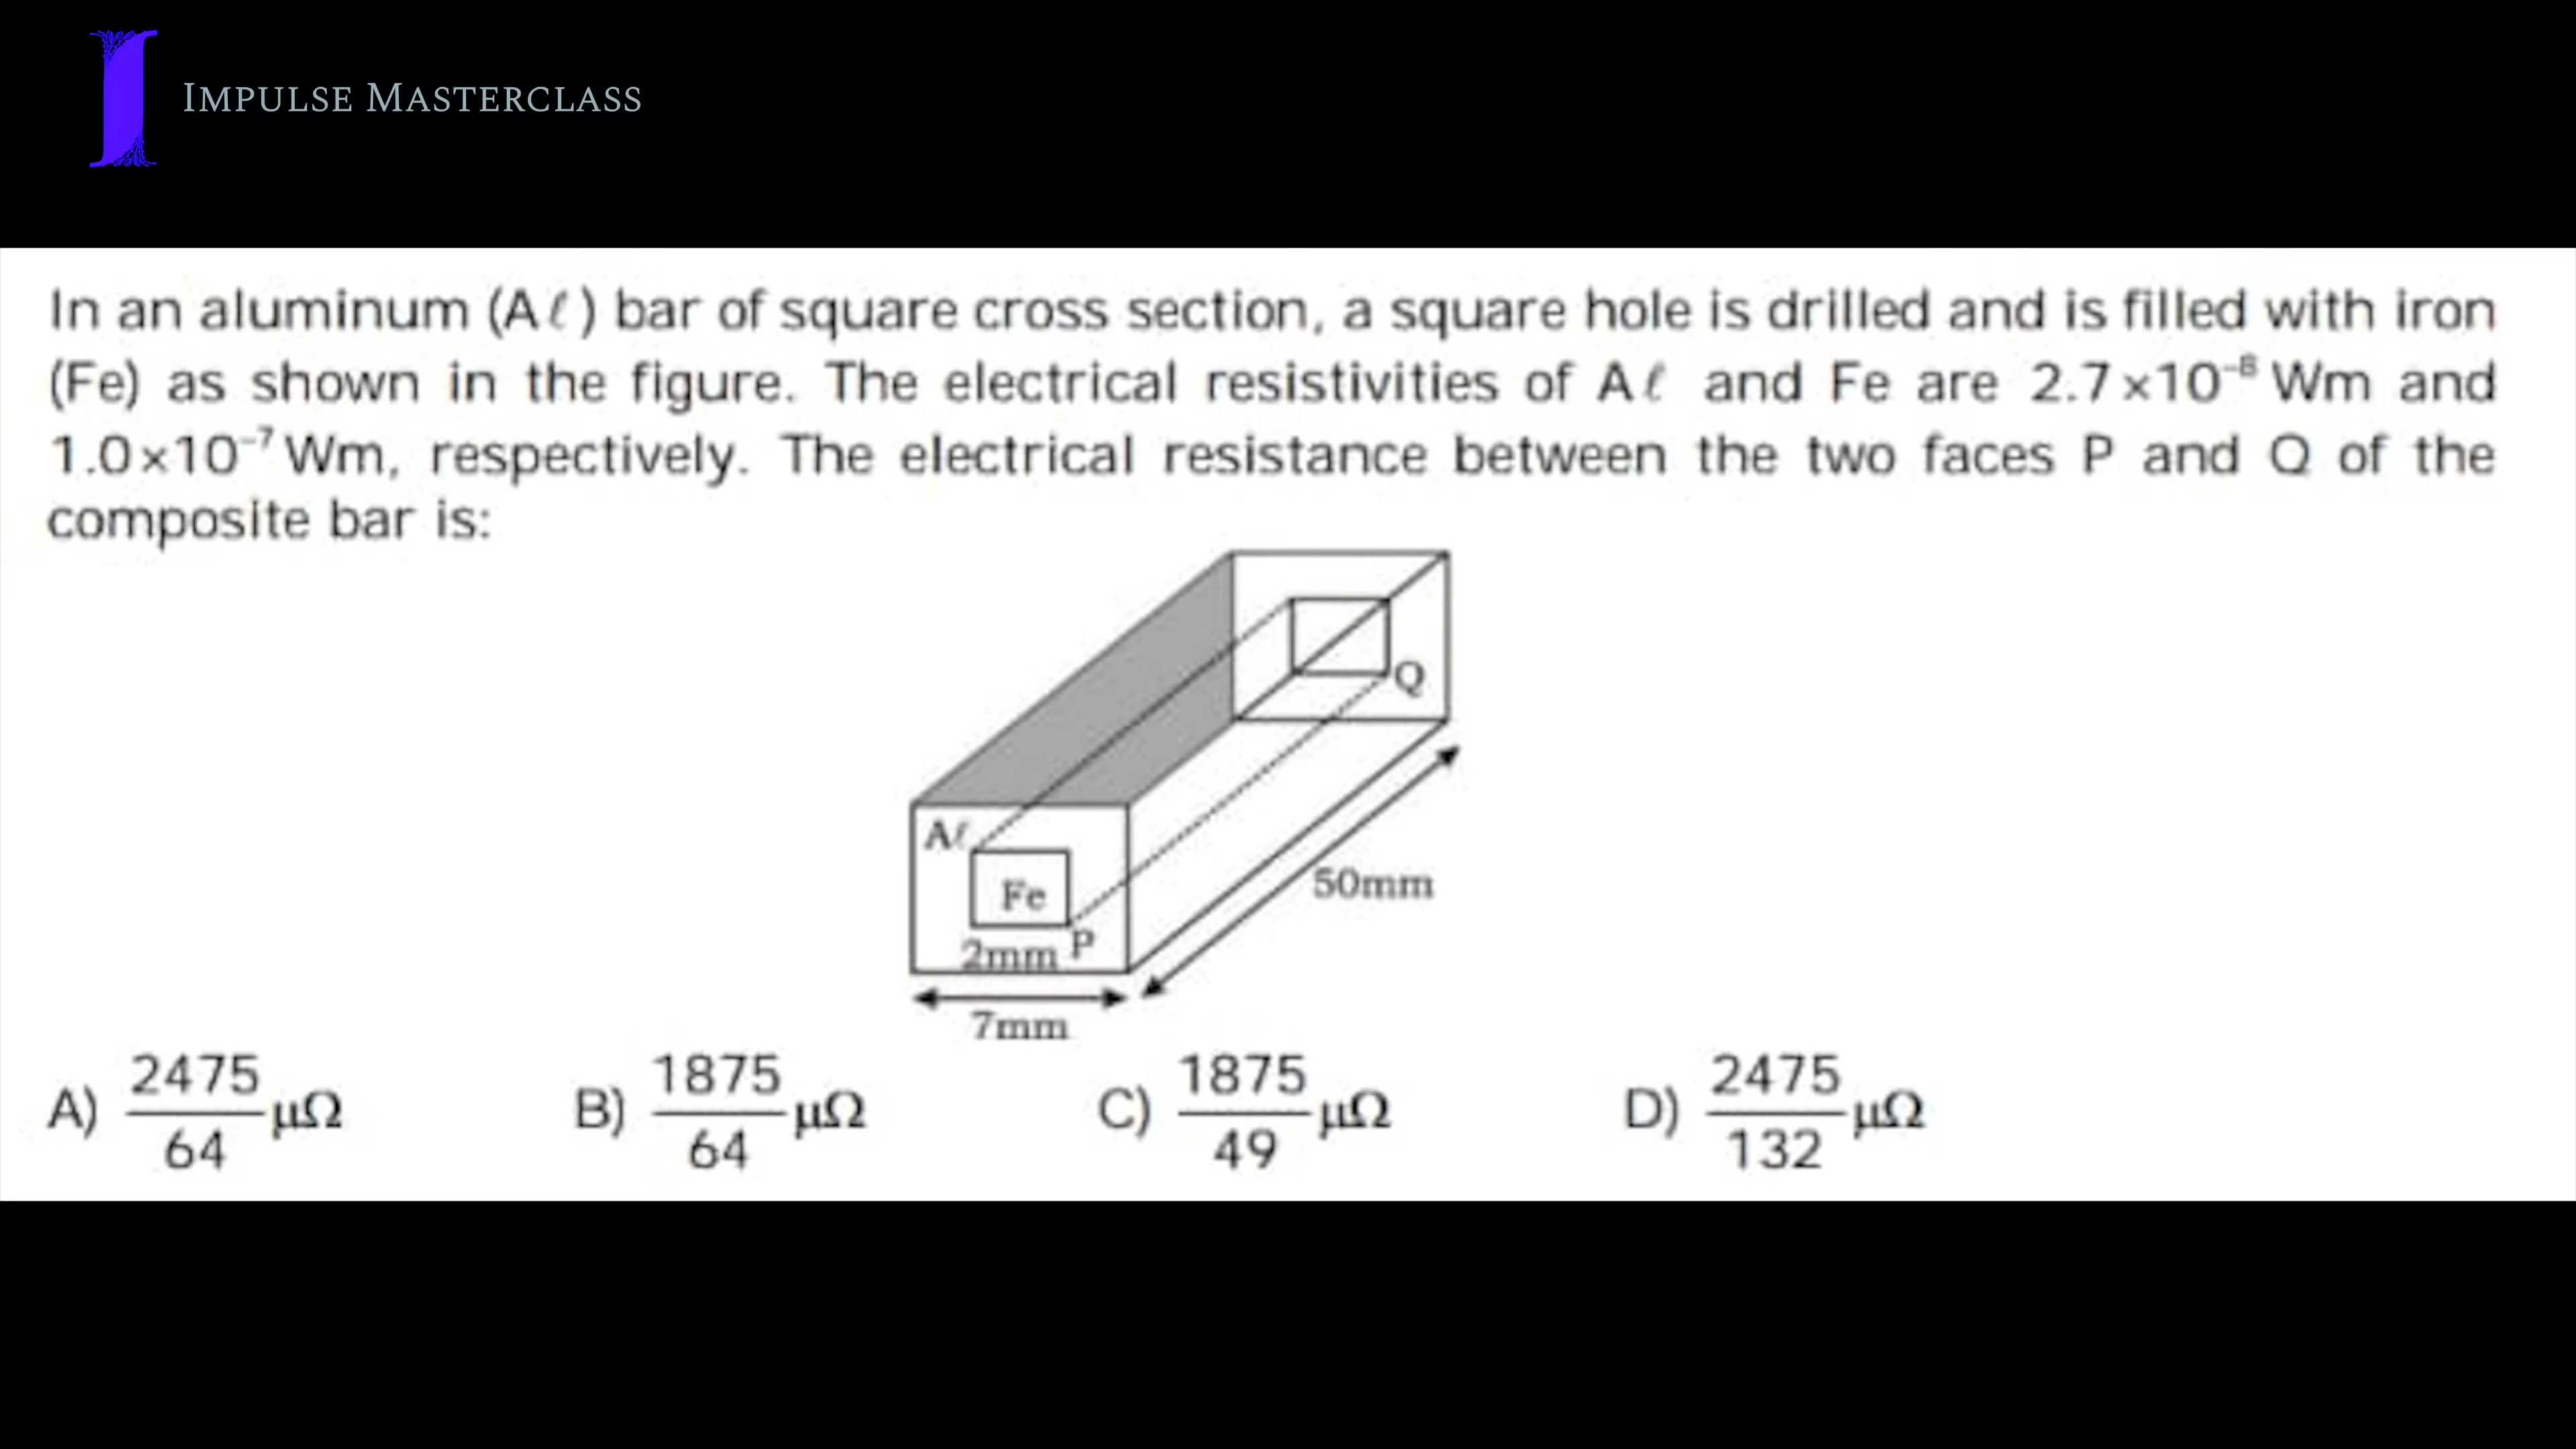 IMPULSE MASTERCLASS
In an aluminum (Aℓ) bar of square cross section, a square hole is drilled and is filled with iron
(Fe) as shown in the figure. The electrical resistivities of Aℓ and Fe are 2.7×10⁻⁸ Wm and
1.0×10⁻⁷ Wm, respectively. The electrical resistance between the two faces P and Q of the
composite bar is:
Q
Aℓ
Fe
50mm
2mm P
7mm
A) 2475/64 μΩ B) 1875/64 μΩ C) 1875/49 μΩ D) 2475/132 μΩ